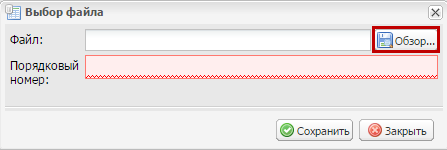 Выбор файла
Файл:
Обзор...
Порядковый
номер:
Сохранить
Закрыть